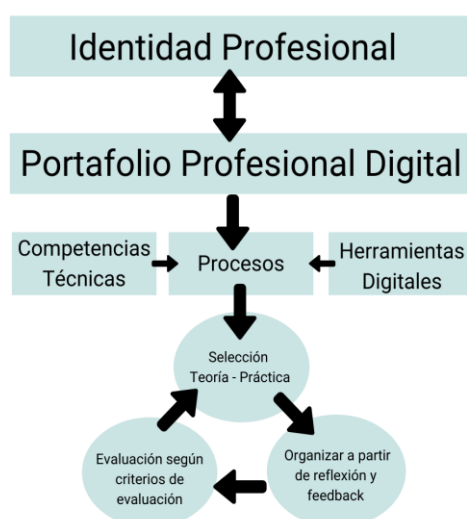 Identidad Profesional
Portafolio Profesional Digital
Competencias
Técnicas
Procesos
Herramientas
Digitales
Selección
Teoría - Práctica
Evaluación según
criterios de
evaluación
Organizar a partir
de reflexión y
feedback